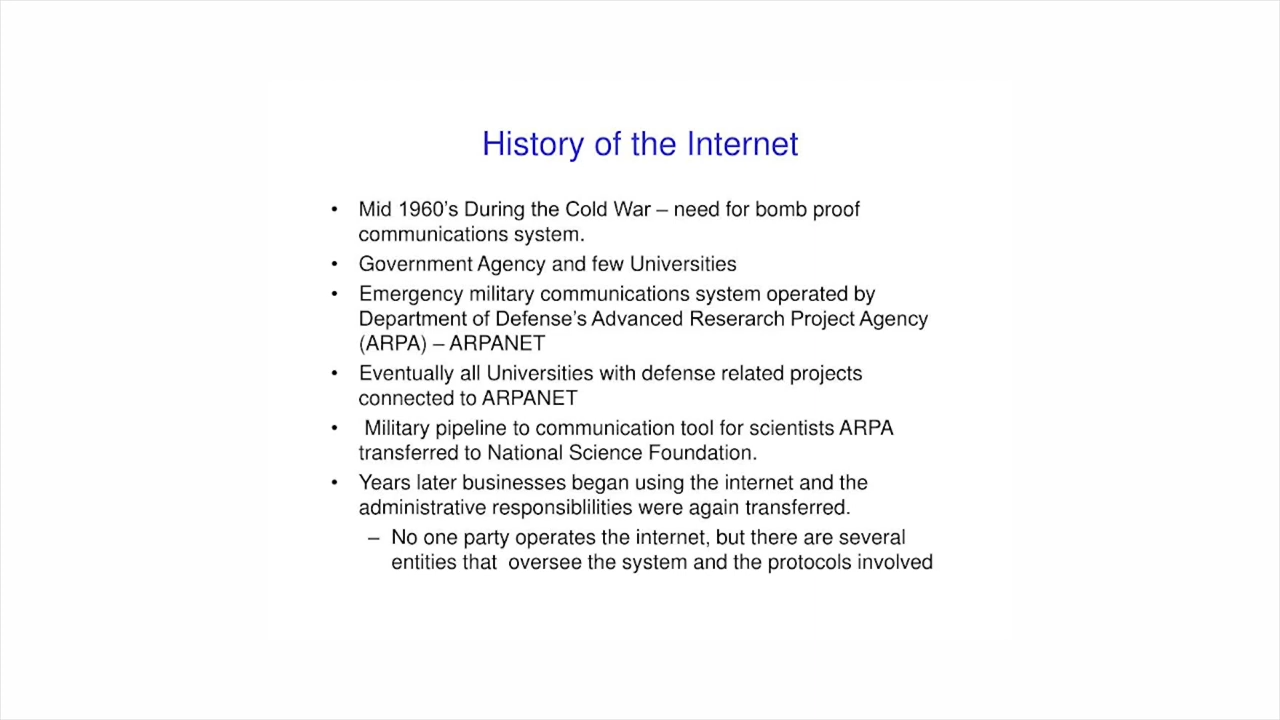 History of the Internet
• Mid 1960's During the Cold War – need for bomb proof
communications system.
• Government Agency and few Universities
• Emergency military communications system operated by
Department of Defense's Advanced Reserarch Project Agency
(ARPA) – ARPANET
• Eventually all Universities with defense related projects
connected to ARPANET
• Military pipeline to communication tool for scientists ARPA
transferred to National Science Foundation.
• Years later businesses began using the internet and the
administrative responsiblilities were again transferred.
– No one party operates the internet, but there are several
entities that oversee the system and the protocols involved